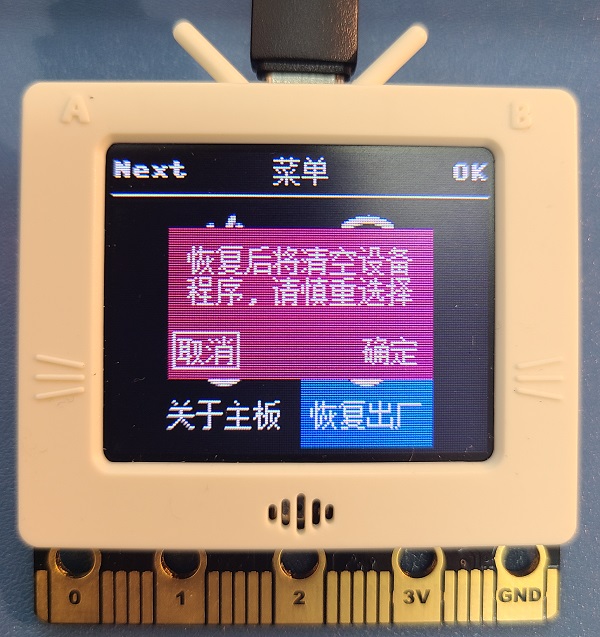 A
B
Next 菜单 OK
恢复后将清空设备
程序，请慎重选择
取消 确定
关于主板 恢复出厂
0 1 2 3V GND